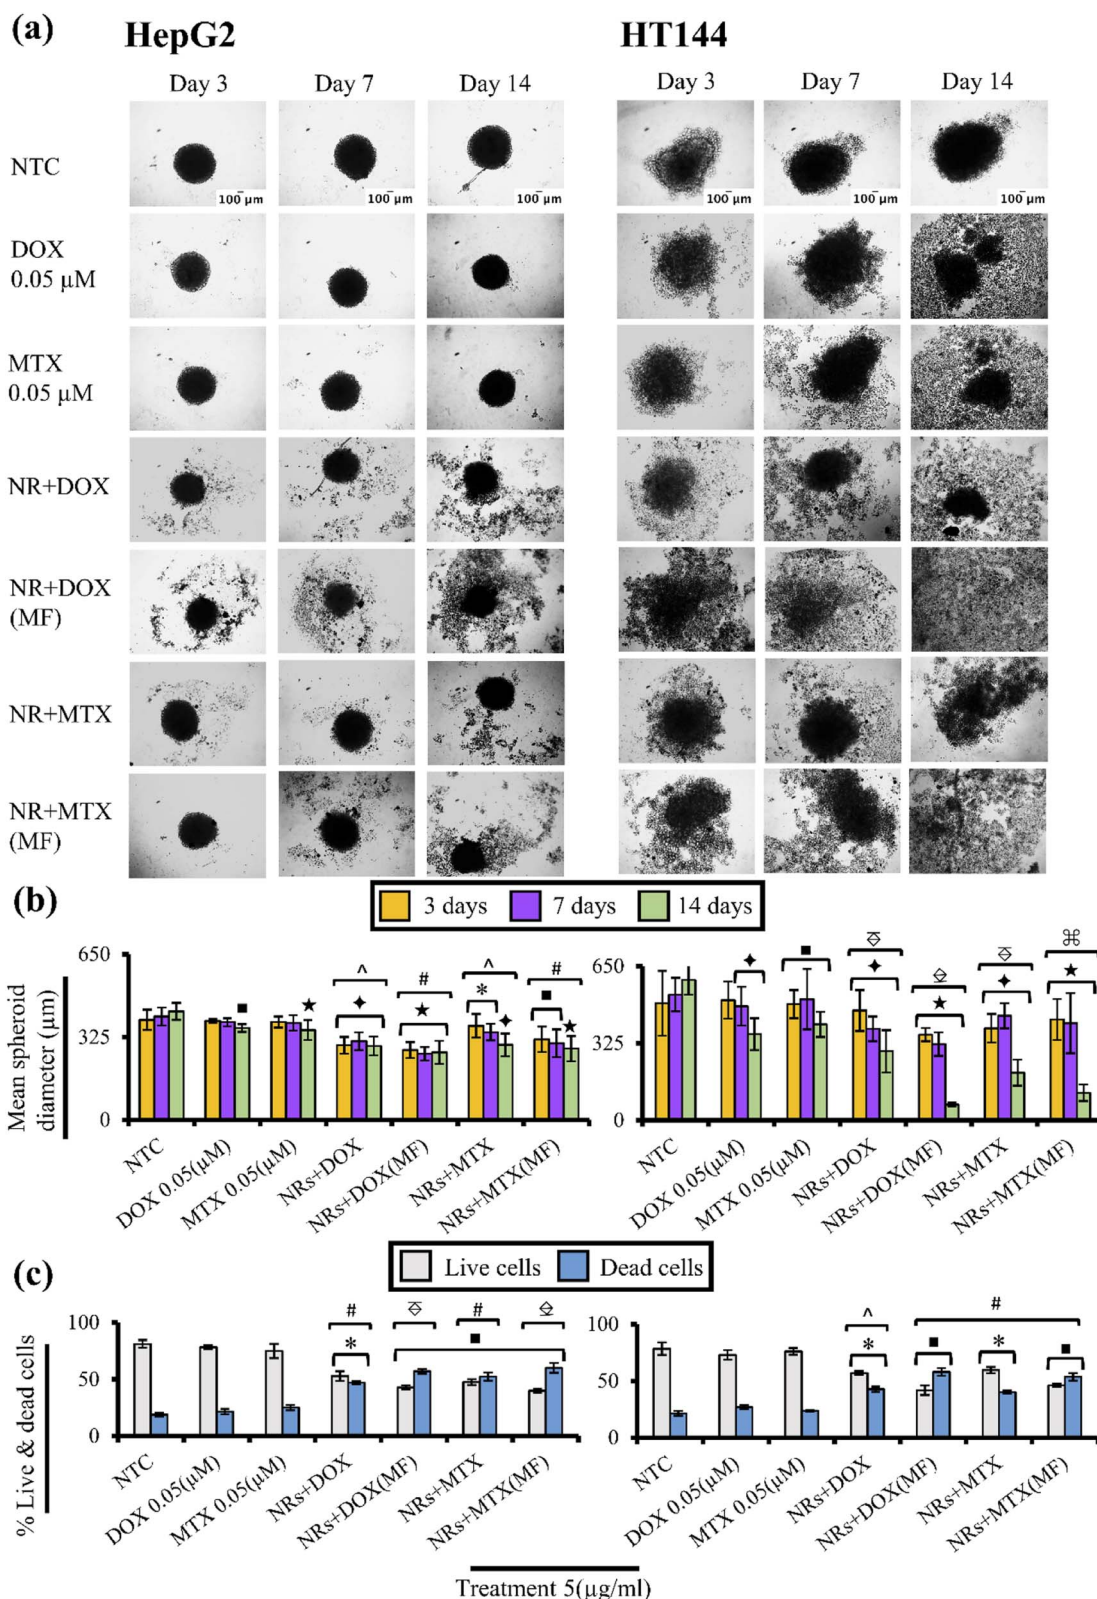 (a)
HepG2 HT144
Day 3 Day 7 Day 14 Day 3 Day 7 Day 14
NTC
100 µm 100 µm 100 µm 100 µm 100 µm 100 µm
DOX
0.05 µM
MTX
0.05 µM
NR+DOX
NR+DOX
(MF)
NR+MTX
NR+MTX
(MF)
(b)
3 days 7 days 14 days
Mean spheroid
diameter (µm)
650
325
0
^ # ^ #
■ ★ ✦ ★ * ✦ ■ ★
NTC
DOX 0.05(µM)
MTX 0.05(µM)
NRs+DOX
NRs+DOX(MF)
NRs+MTX
NRs+MTX(MF)
650
325
0
⌘
✦ ■ ✦ ★ ✦ ★
NTC
DOX 0.05(µM)
MTX 0.05(µM)
NRs+DOX
NRs+DOX(MF)
NRs+MTX
NRs+MTX(MF)
(c)
Live cells Dead cells
% Live & dead cells
100
50
0
# #
* ■
NTC
DOX 0.05(µM)
MTX 0.05(µM)
NRs+DOX
NRs+DOX(MF)
NRs+MTX
NRs+MTX(MF)
100
50
0
^ #
* ■ * ■
NTC
DOX 0.05(µM)
MTX 0.05(µM)
NRs+DOX
NRs+DOX(MF)
NRs+MTX
NRs+MTX(MF)
Treatment 5(µg/ml)